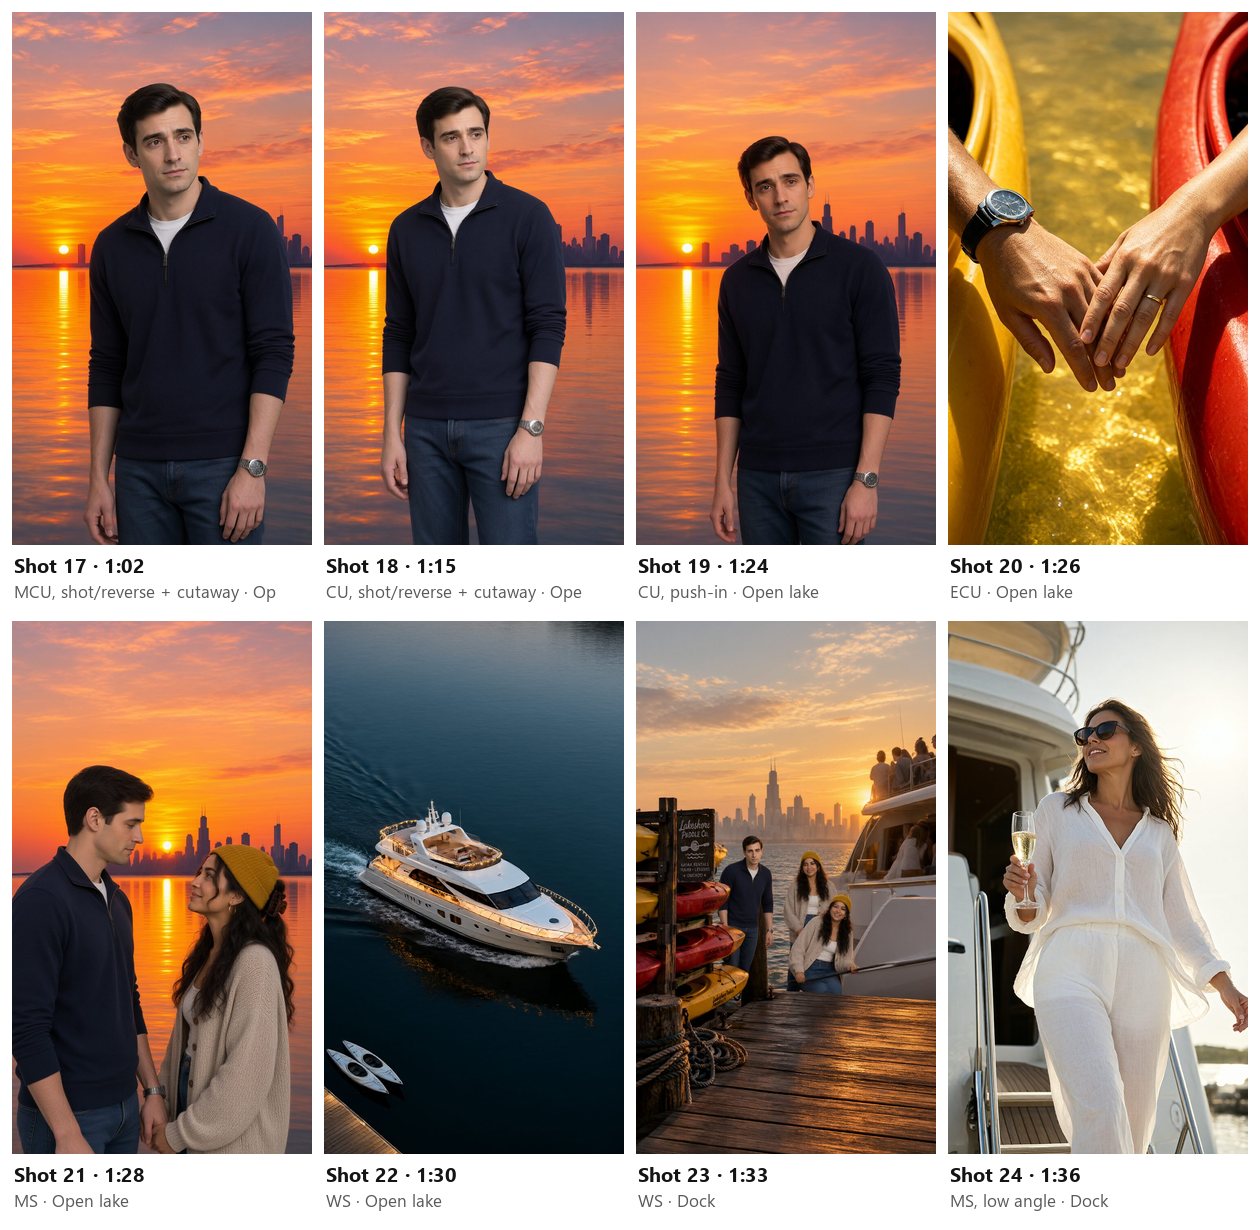 Shot 17 · 1:02
MCU, shot/reverse + cutaway · Op
Shot 18 · 1:15
CU, shot/reverse + cutaway · Ope
Shot 19 · 1:24
CU, push-in · Open lake
Shot 20 · 1:26
ECU · Open lake
Lakeshore
PADDLE CO.
KAYAK RENTALS
Shot 21 · 1:28
MS · Open lake
Shot 22 · 1:30
WS · Open lake
Shot 23 · 1:33
WS · Dock
Shot 24 · 1:36
MS, low angle · Dock